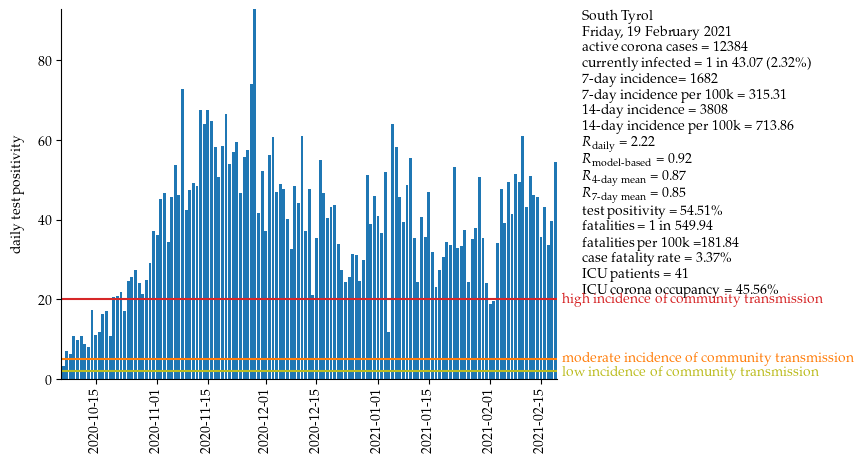 South Tyrol
Friday, 19 February 2021
active corona cases = 12384
currently infected = 1 in 43.07 (2.32%)
7-day incidence= 1682
7-day incidence per 100k = 315.31
14-day incidence = 3808
14-day incidence per 100k = 713.86
R_daily = 2.22
R_model-based = 0.92
R_4-day mean = 0.87
R_7-day mean = 0.85
test positivity = 54.51%
fatalities = 1 in 549.94
fatalities per 100k =181.84
case fatality rate = 3.37%
ICU patients = 41
ICU corona occupancy = 45.56%
high incidence of community transmission
moderate incidence of community transmission
low incidence of community transmission
daily test positivity
80
60
40
20
0
2020-10-15
2020-11-01
2020-11-15
2020-12-01
2020-12-15
2021-01-01
2021-01-15
2021-02-01
2021-02-15